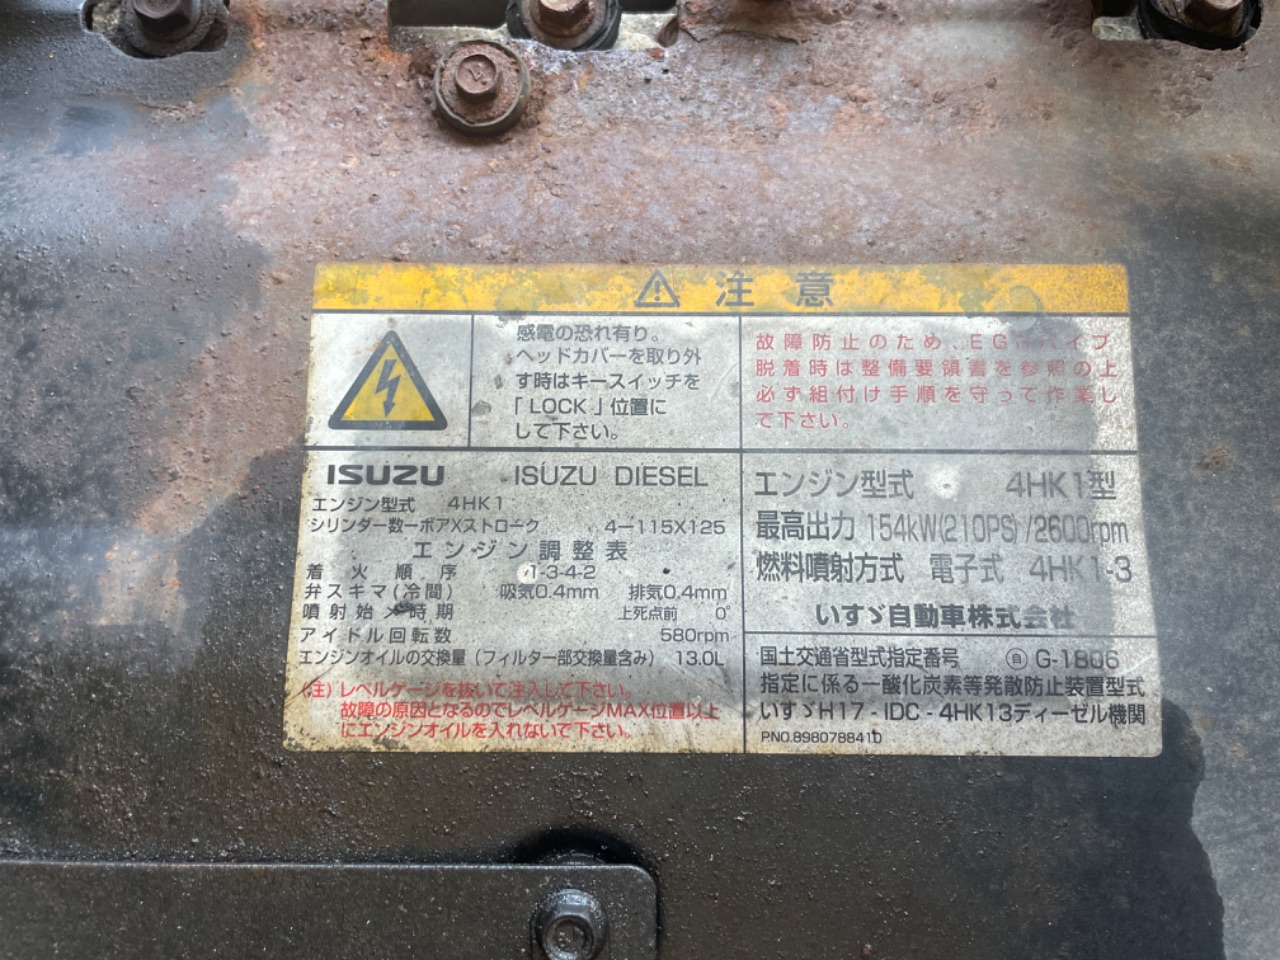 注意
感電の恐れ有り。
ヘッドカバーを取り外
す時はキースイッチを
「LOCK」位置に
して下さい。
故障防止のため、EGRパイプ
脱着時は整備要領書を参照の上
必ず組付け手順を守って作業し
て下さい。
ISUZU ISUZU DIESEL
エンジン型式 4HK1
シリンダー数ーボアXストローク 4－115X125
エンジン調整表
着火順序 1-3-4-2
弁スキマ(冷間) 吸気0.4mm 排気0.4mm
噴射始メ時期 上死点前 0°
アイドル回転数 580rpm
エンジンオイルの交換量(フィルター部交換量含み) 13.0L
(注)レベルゲージを抜いて注入して下さい。
故障の原因となるのでレベルゲージMAX位置以上
にエンジンオイルを入れないで下さい。
エンジン型式 4HK1型
最高出力 154kW(210PS)/2600rpm
燃料噴射方式 電子式 4HK1-3
いすゞ自動車株式会社
国土交通省型式指定番号 自 G-1806
指定に係る一酸化炭素等発散防止装置型式
いすゞH17-IDC-4HK13ディーゼル機関
PNO.8980788410